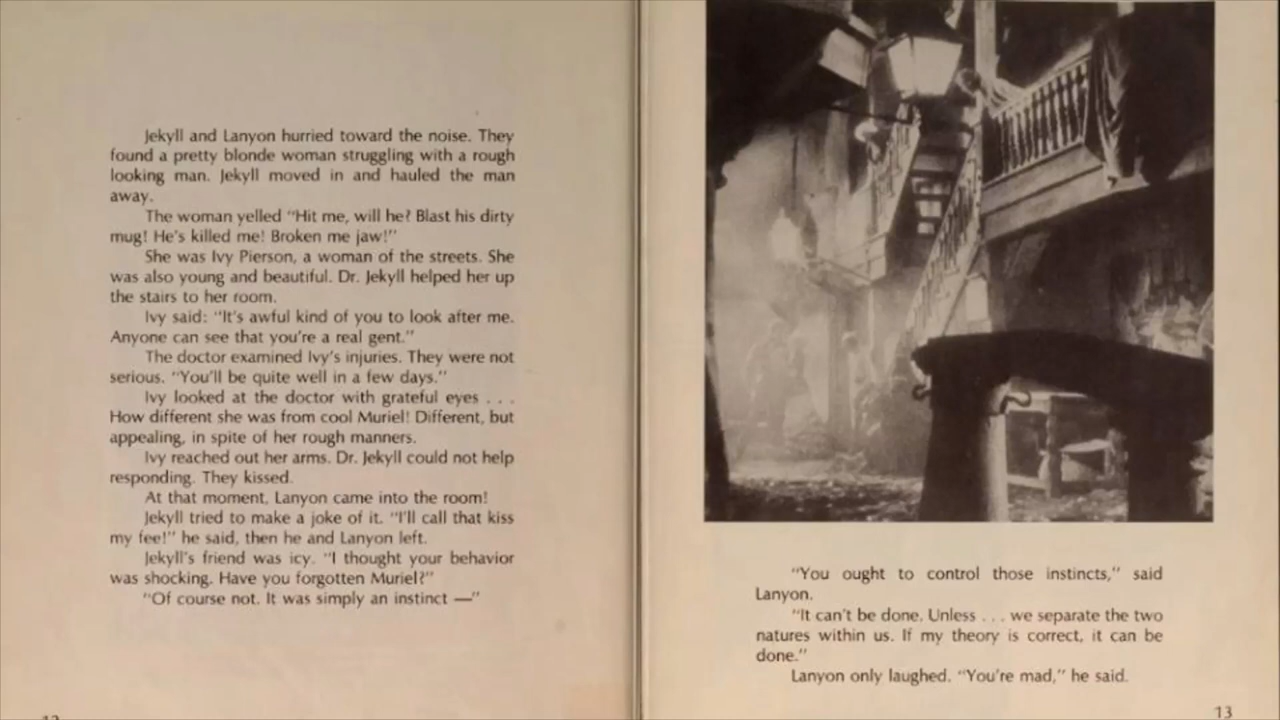 Jekyll and Lanyon hurried toward the noise. They
found a pretty blonde woman struggling with a rough
looking man. Jekyll moved in and hauled the man
away.
The woman yelled "Hit me, will he? Blast his dirty
mug! He's killed me! Broken me jaw!"
She was Ivy Pierson, a woman of the streets. She
was also young and beautiful. Dr. Jekyll helped her up
the stairs to her room.
Ivy said: "It's awful kind of you to look after me.
Anyone can see that you're a real gent."
The doctor examined Ivy's injuries. They were not
serious. "You'll be quite well in a few days."
Ivy looked at the doctor with grateful eyes . . .
How different she was from cool Muriel! Different, but
appealing, in spite of her rough manners.
Ivy reached out her arms. Dr. Jekyll could not help
responding. They kissed.
At that moment, Lanyon came into the room!
Jekyll tried to make a joke of it. "I'll call that kiss
my fee!" he said, then he and Lanyon left.
Jekyll's friend was icy. "I thought your behavior
was shocking. Have you forgotten Muriel?"
"Of course not. It was simply an instinct —"
"You ought to control those instincts," said
Lanyon.
"It can't be done. Unless . . . we separate the two
natures within us. If my theory is correct, it can be
done."
Lanyon only laughed. "You're mad," he said.
13